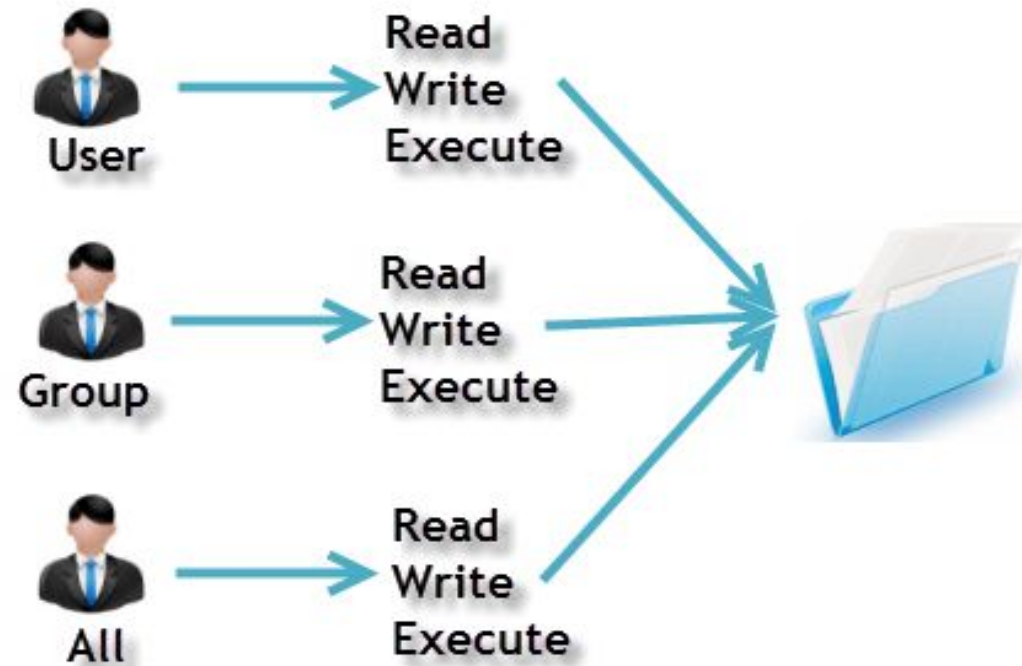 User
Read
Write
Execute
Group
Read
Write
Execute
All
Read
Write
Execute